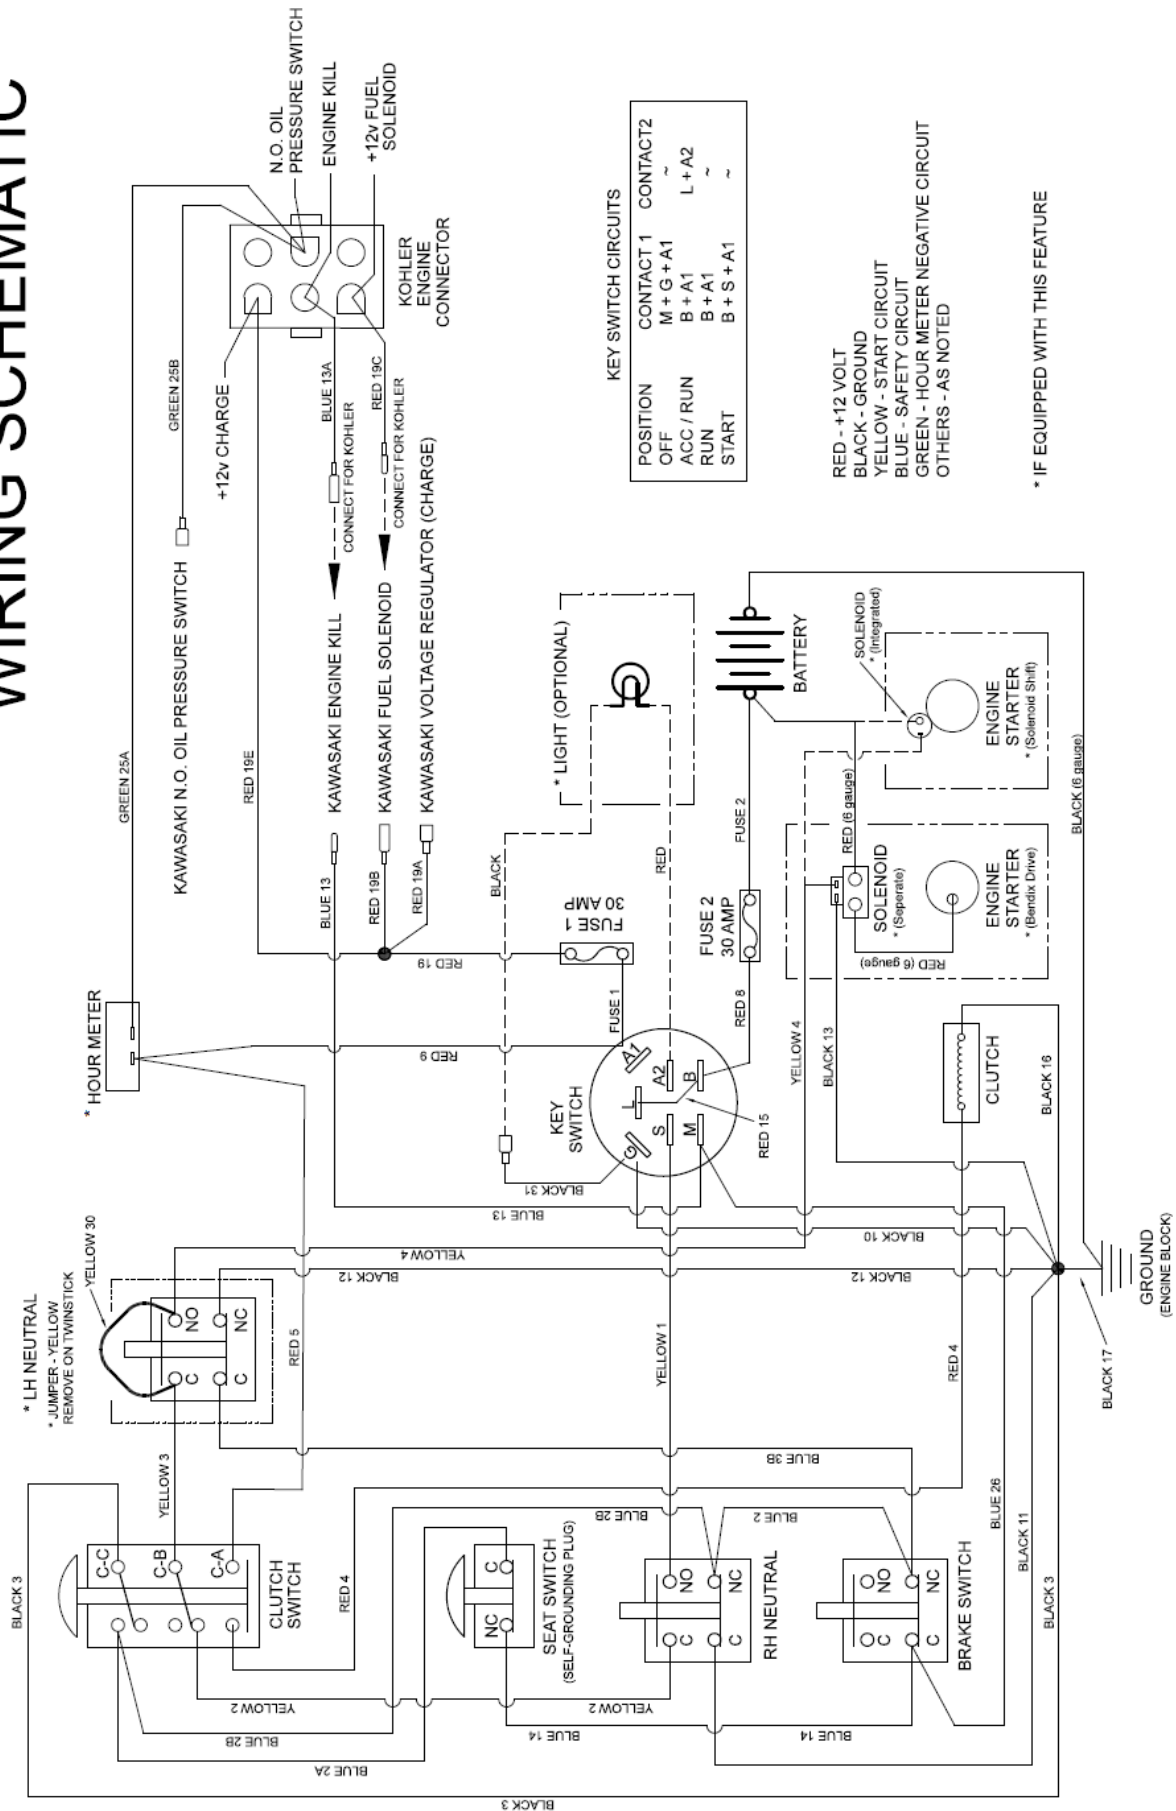 WIRING SCHEMATIC
N.O. OIL
PRESSURE SWITCH
ENGINE KILL
+12v FUEL
SOLENOID
KOHLER
ENGINE
CONNECTOR
GREEN 25B
+12v CHARGE
BLUE 13A
RED 19C
CONNECT FOR KOHLER
CONNECT FOR KOHLER
GREEN 25A
KAWASAKI N.O. OIL PRESSURE SWITCH
RED 19E
KAWASAKI ENGINE KILL
KAWASAKI FUEL SOLENOID
KAWASAKI VOLTAGE REGULATOR (CHARGE)
BLUE 13
RED 19B
RED 19A
RED 19
BLACK
* LIGHT (OPTIONAL)
RED
FUSE 1
30 AMP
FUSE 1
FUSE 2
30 AMP
FUSE 2
RED 8
BATTERY
SOLENOID
* (Integrated)
ENGINE
STARTER
* (Solenoid Shift)
RED (6 gauge)
SOLENOID
* (Seperate)
ENGINE
STARTER
* (Bendix Drive)
RED (6 gauge)
BLACK (6 gauge)
KEY SWITCH CIRCUITS
POSITION CONTACT 1 CONTACT2
OFF M + G + A1 ~
ACC / RUN B + A1 L + A2
RUN B + A1 ~
START B + S + A1 ~
RED - +12 VOLT
BLACK - GROUND
YELLOW - START CIRCUIT
BLUE - SAFETY CIRCUIT
GREEN - HOUR METER NEGATIVE CIRCUIT
OTHERS - AS NOTED
* IF EQUIPPED WITH THIS FEATURE
* HOUR METER
RED 9
KEY
SWITCH
A1
A2
B
L
S
M
G
RED 15
YELLOW 4
BLACK 13
CLUTCH
BLACK 16
BLACK 31
BLUE 13
BLACK 10
YELLOW 4
BLACK 12
BLACK 12
GROUND
(ENGINE BLOCK)
BLACK 17
* LH NEUTRAL
* JUMPER - YELLOW
REMOVE ON TWINSTICK
YELLOW 30
NO
NC
C
C
RED 5
YELLOW 1
RED 4
YELLOW 3
BLUE 3B
BLUE 26
BLACK 11
BLACK 3
BLACK 3
C-C
C-B
C-A
CLUTCH
SWITCH
RED 4
BLUE 2B
BLUE 2
C
NC
SEAT SWITCH
(SELF-GROUNDING PLUG)
NO
NC
C
C
RH NEUTRAL
NO
NC
C
C
BRAKE SWITCH
YELLOW 2
YELLOW 2
BLUE 2B
BLUE 14
BLUE 14
BLUE 2A
BLACK 3